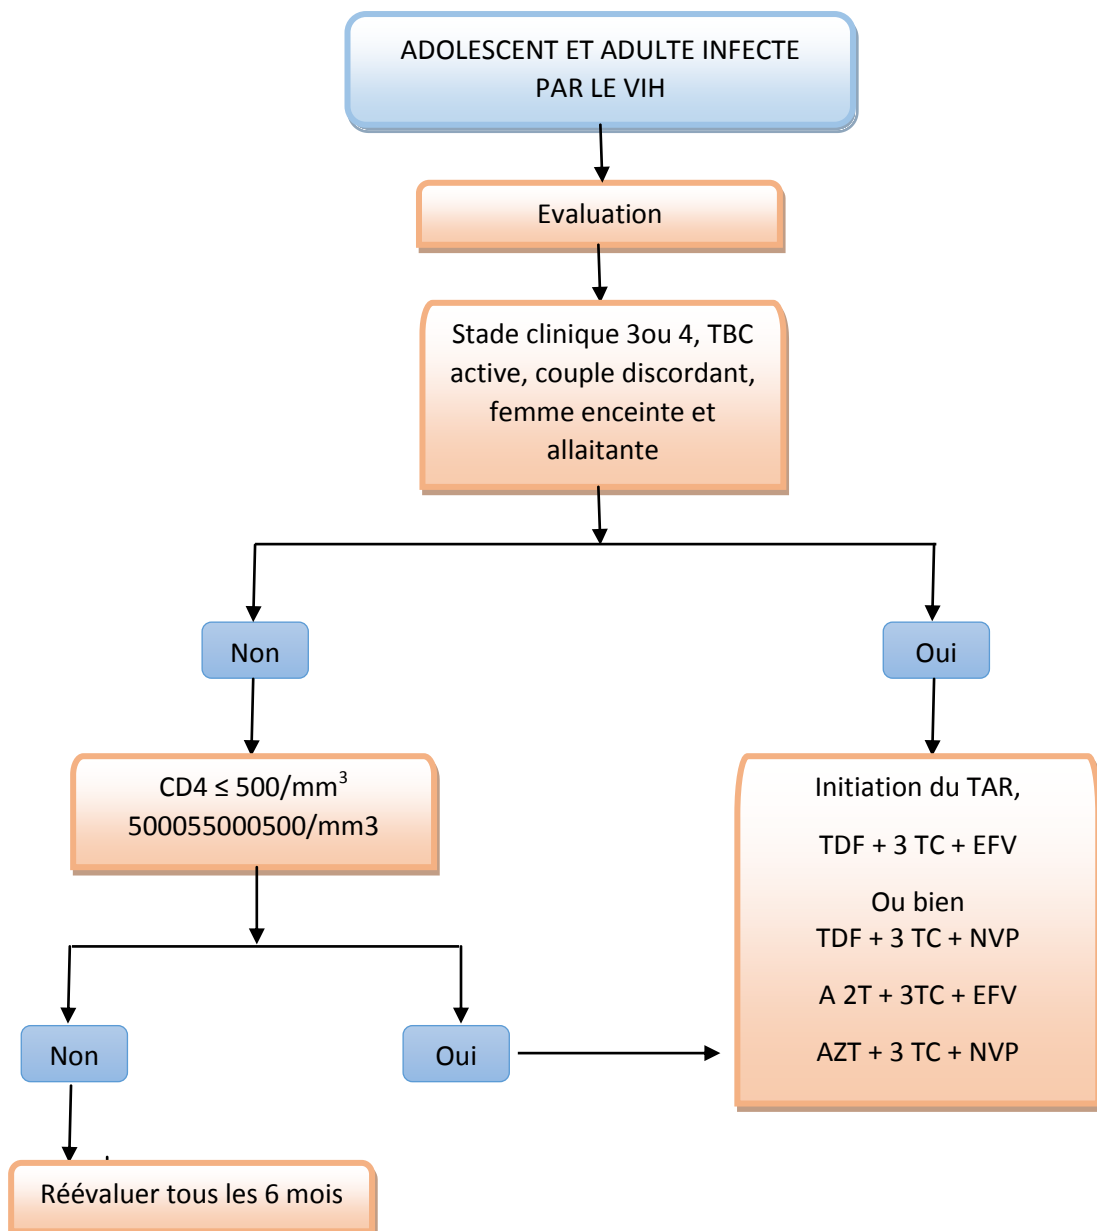 ADOLESCENT ET ADULTE INFECTE
PAR LE VIH
Evaluation
Stade clinique 3ou 4, TBC
active, couple discordant,
femme enceinte et
allaitante
Non
Oui
CD4 ≤ 500/mm³
500055000500/mm3
Initiation du TAR,
TDF + 3 TC + EFV
Ou bien
TDF + 3 TC + NVP
A 2T + 3TC + EFV
AZT + 3 TC + NVP
Non
Oui
Réévaluer tous les 6 mois